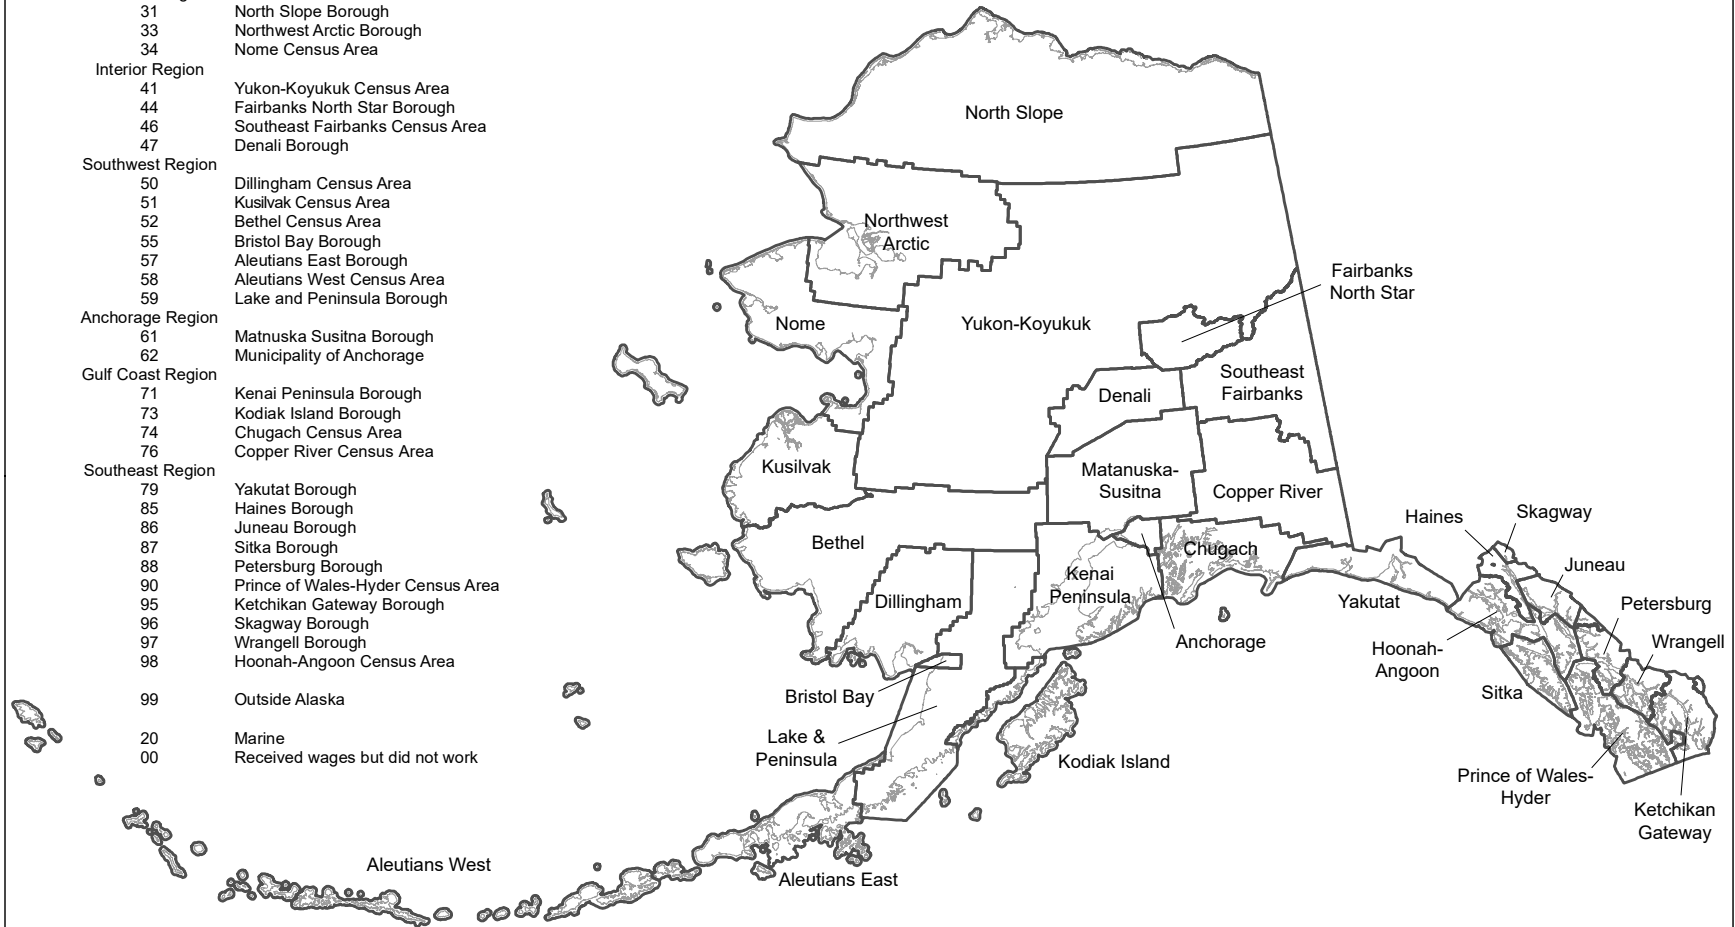 31 North Slope Borough
33 Northwest Arctic Borough
34 Nome Census Area
Interior Region
41 Yukon-Koyukuk Census Area
44 Fairbanks North Star Borough
46 Southeast Fairbanks Census Area
47 Denali Borough
Southwest Region
50 Dillingham Census Area
51 Kusilvak Census Area
52 Bethel Census Area
55 Bristol Bay Borough
57 Aleutians East Borough
58 Aleutians West Census Area
59 Lake and Peninsula Borough
Anchorage Region
61 Matnuska Susitna Borough
62 Municipality of Anchorage
Gulf Coast Region
71 Kenai Peninsula Borough
73 Kodiak Island Borough
74 Chugach Census Area
76 Copper River Census Area
Southeast Region
79 Yakutat Borough
85 Haines Borough
86 Juneau Borough
87 Sitka Borough
88 Petersburg Borough
90 Prince of Wales-Hyder Census Area
95 Ketchikan Gateway Borough
96 Skagway Borough
97 Wrangell Borough
98 Hoonah-Angoon Census Area
99 Outside Alaska
20 Marine
00 Received wages but did not work
North Slope
Northwest
Arctic
Fairbanks
North Star
Nome
Yukon-Koyukuk
Southeast
Fairbanks
Denali
Kusilvak
Matanuska-
Susitna
Copper River
Haines
Skagway
Bethel
Chugach
Juneau
Kenai
Peninsula
Dillingham
Yakutat
Petersburg
Anchorage
Hoonah-
Angoon
Wrangell
Sitka
Bristol Bay
Lake &
Peninsula
Kodiak Island
Prince of Wales-
Hyder
Ketchikan
Gateway
Aleutians West
Aleutians East